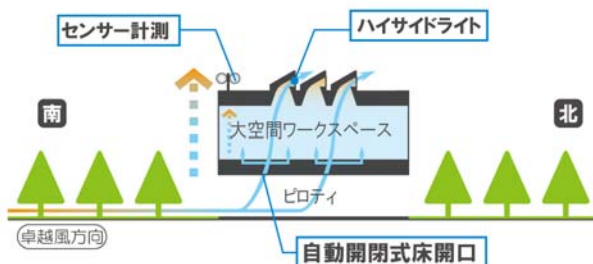 センサー計測
ハイサイドライト
南
北
大空間ワークスペース
ピロティ
卓越風方向
自動開閉式床開口